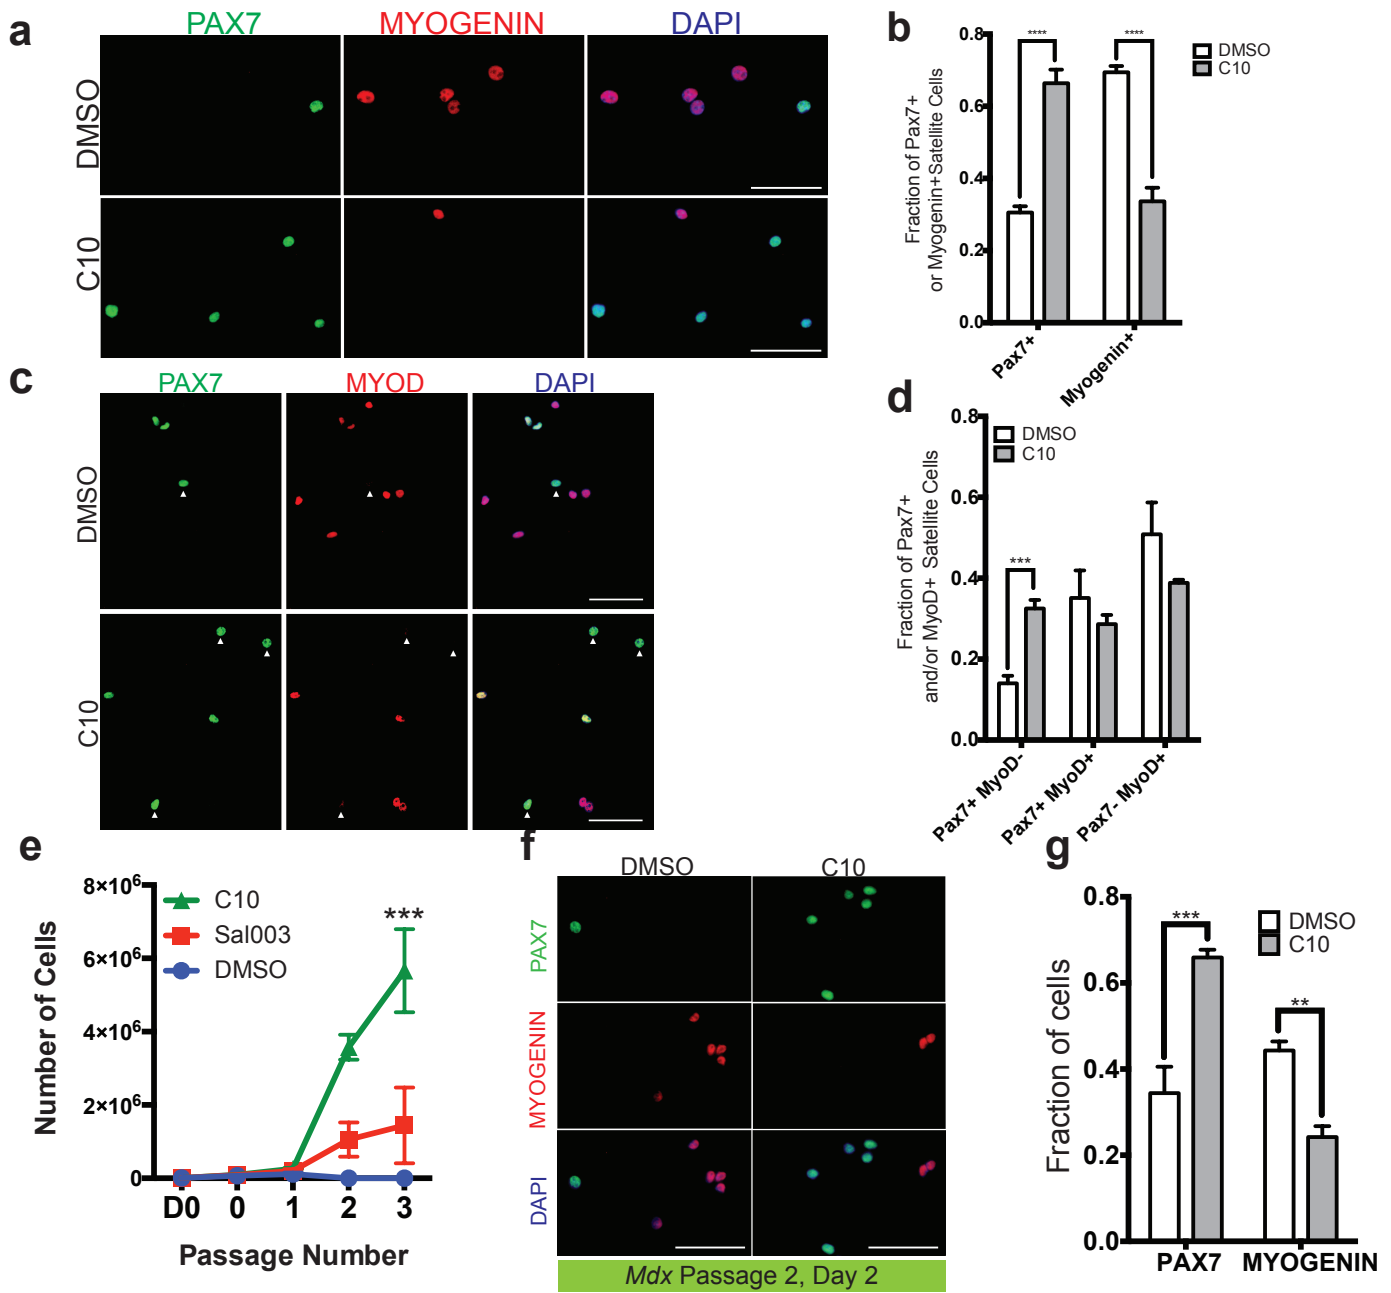 a
PAX7 MYOGENIN DAPI
DMSO
C10
b
0.8
0.6
0.4
0.2
0.0
Fraction of Pax7+
or Myogenin+Satellite Cells
****
****
DMSO
C10
Pax7+
Myogenin+
c
PAX7 MYOD DAPI
DMSO
C10
d
0.8
0.6
0.4
0.2
0.0
Fraction of Pax7+
and/or MyoD+ Satellite Cells
DMSO
C10
***
Pax7+ MyoD-
Pax7+ MyoD+
Pax7- MyoD+
e
8×10⁶
6×10⁶
4×10⁶
2×10⁶
0
Number of Cells
C10
Sal003
DMSO
***
D0 0 1 2 3
Passage Number
f
DMSO C10
PAX7
MYOGENIN
DAPI
Mdx Passage 2, Day 2
g
0.8
0.6
0.4
0.2
0.0
Fraction of cells
***
**
DMSO
C10
PAX7 MYOGENIN